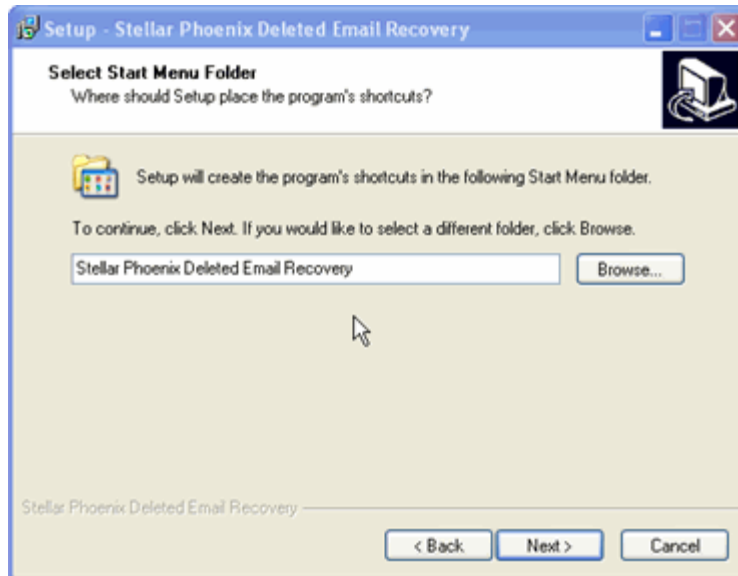 Setup - Stellar Phoenix Deleted Email Recovery
Select Start Menu Folder
Where should Setup place the program's shortcuts?
Setup will create the program's shortcuts in the following Start Menu folder.
To continue, click Next. If you would like to select a different folder, click Browse.
Stellar Phoenix Deleted Email Recovery
Browse...
Stellar Phoenix Deleted Email Recovery
< Back
Next >
Cancel